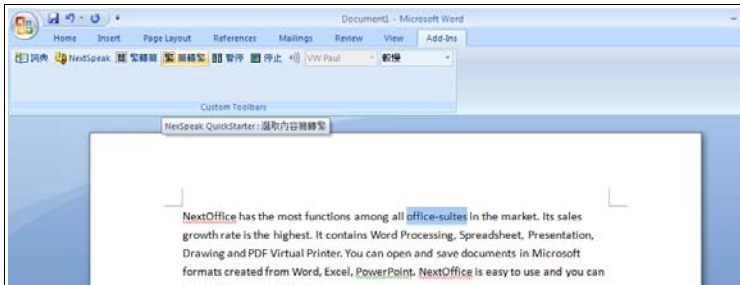 Document1 - Microsoft Word
Home Insert Page Layout References Mailings Review View Add-Ins
詞典 NextSpeak 簡 繁轉簡 繁 簡轉繁 暫停 停止 VW Paul 較慢
Custom Toolbars
NexSpeak QuickStarter : 選取內容簡轉繁
NextOffice has the most functions among all office-suites in the market. Its sales
growth rate is the highest. It contains Word Processing, Spreadsheet, Presentation,
Drawing and PDF Virtual Printer. You can open and save documents in Microsoft
formats created from Word, Excel, PowerPoint. NextOffice is easy to use and you can